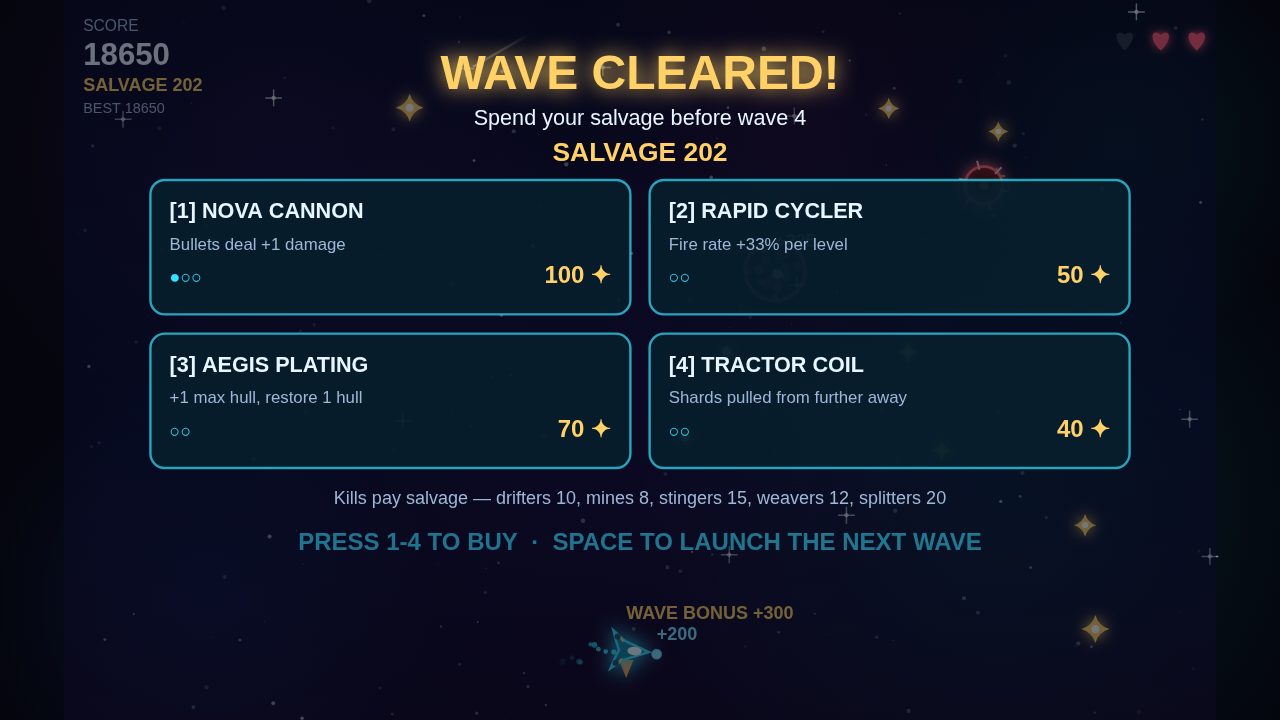 SCORE
18650
SALVAGE 202
BEST 18650
WAVE CLEARED!
Spend your salvage before wave 4
SALVAGE 202
[1] NOVA CANNON
Bullets deal +1 damage
100
[2] RAPID CYCLER
Fire rate +33% per level
50
[3] AEGIS PLATING
+1 max hull, restore 1 hull
70
[4] TRACTOR COIL
Shards pulled from further away
40
Kills pay salvage — drifters 10, mines 8, stingers 15, weavers 12, splitters 20
PRESS 1-4 TO BUY · SPACE TO LAUNCH THE NEXT WAVE
WAVE BONUS +300
+200